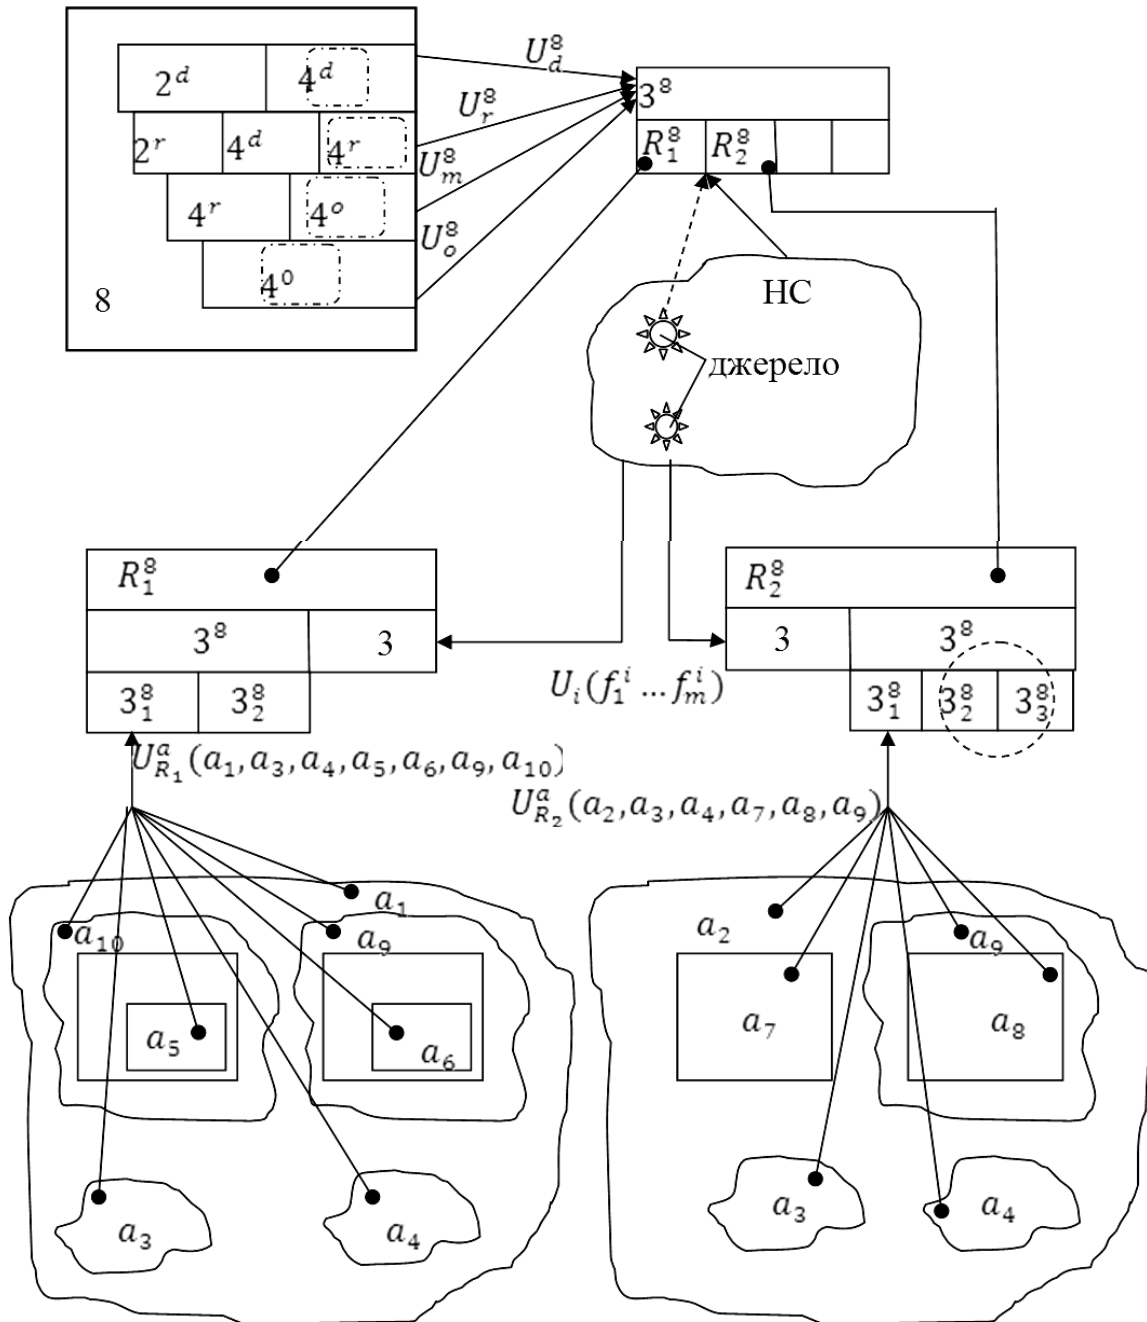 2^d 4^d
2^r 4^d 4^r
4^r 4^o
4^0
8
U_d^8
U_r^8
U_m^8
U_o^8
3^8
R_1^8 R_2^8
НС
джерело
R_1^8
3^8 3
3_1^8 3_2^8
R_2^8
3 3^8
3_1^8 3_2^8 3_3^8
U_i(f_1^i ... f_m^i)
U_{R_1}^a(a_1, a_3, a_4, a_5, a_6, a_9, a_10)
U_{R_2}^a(a_2, a_3, a_4, a_7, a_8, a_9)
a_1
a_10 a_9
a_5 a_6
a_3 a_4
a_2 a_9
a_7 a_8
a_3 a_4